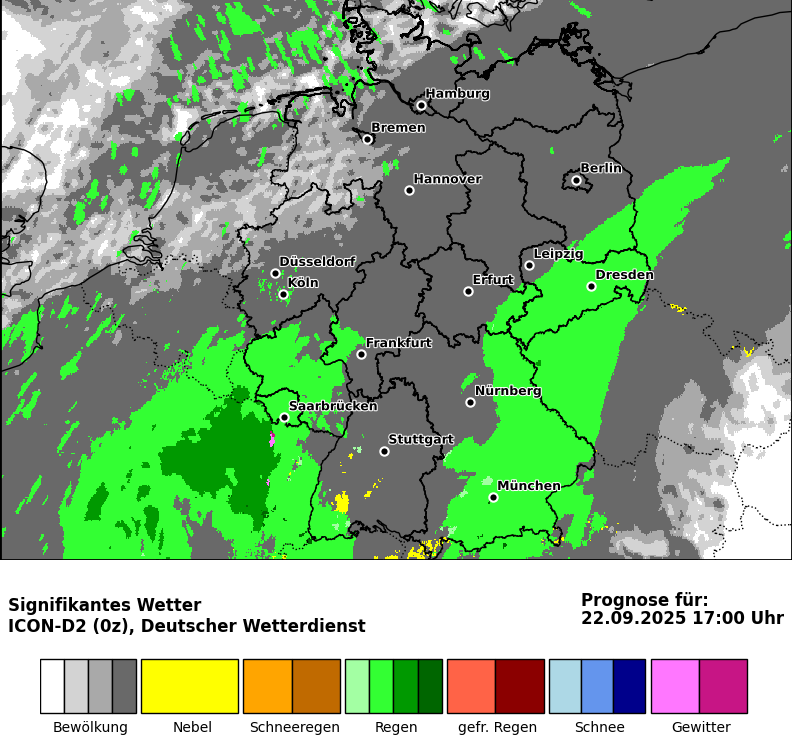 Hamburg
Bremen
Berlin
Hannover
Leipzig
Düsseldorf
Dresden
Köln
Erfurt
Frankfurt
Nürnberg
Saarbrücken
Stuttgart
München
Signifikantes Wetter
ICON-D2 (0z), Deutscher Wetterdienst
Prognose für:
22.09.2025 17:00 Uhr
Bewölkung
Nebel
Schneeregen
Regen
gefr. Regen
Schnee
Gewitter